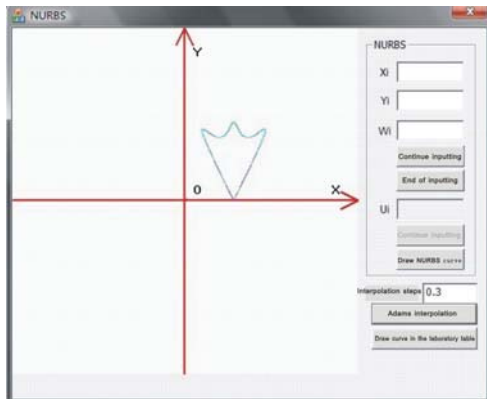 NURBS
Y
O
X
NURBS
Xi
Yi
Wi
Continue inputting
End of inputting
Ui
Continue inputting
Draw NURBS curve
Interpolation steps 0.3
Adams interpolation
Draw curve in the laboratory table